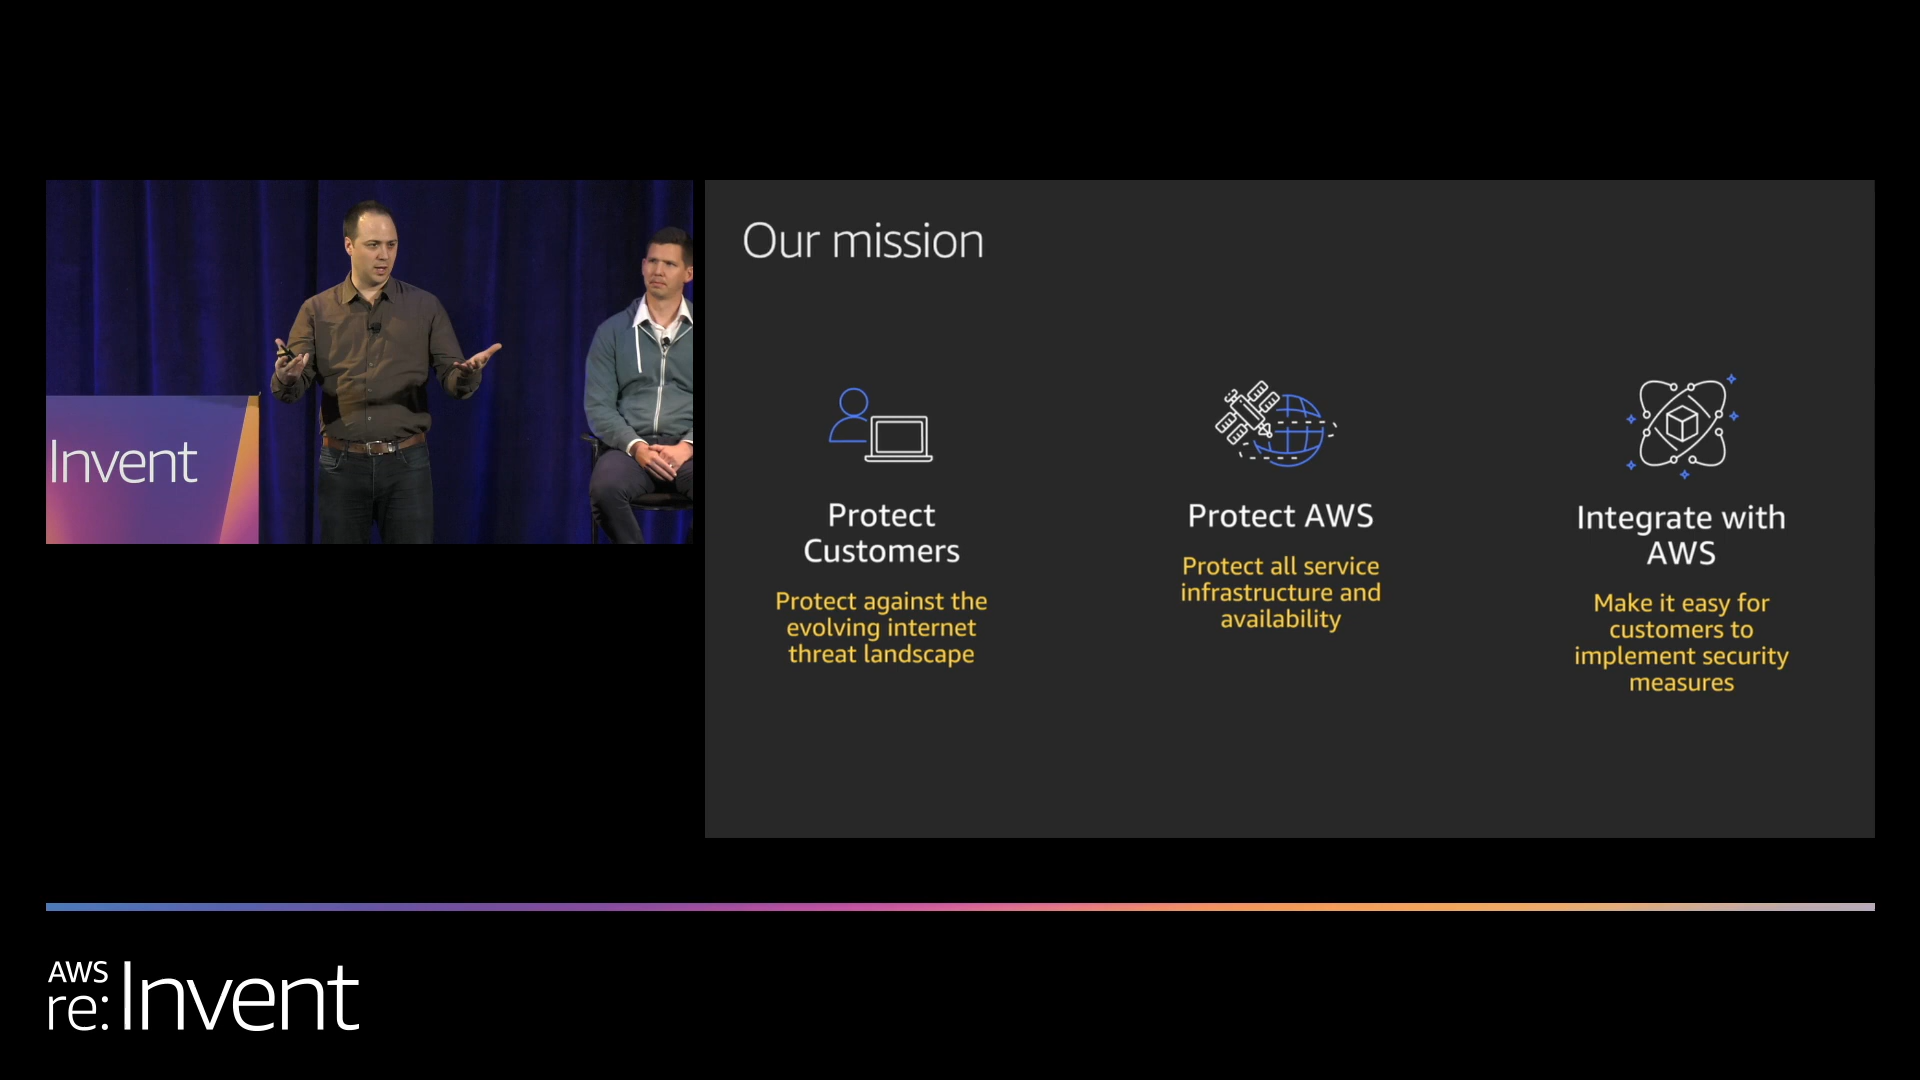 Invent
Our mission
Protect
Customers
Protect against the
evolving internet
threat landscape
Protect AWS
Protect all service
infrastructure and
availability
Integrate with
AWS
Make it easy for
customers to
implement security
measures
AWS
re:Invent